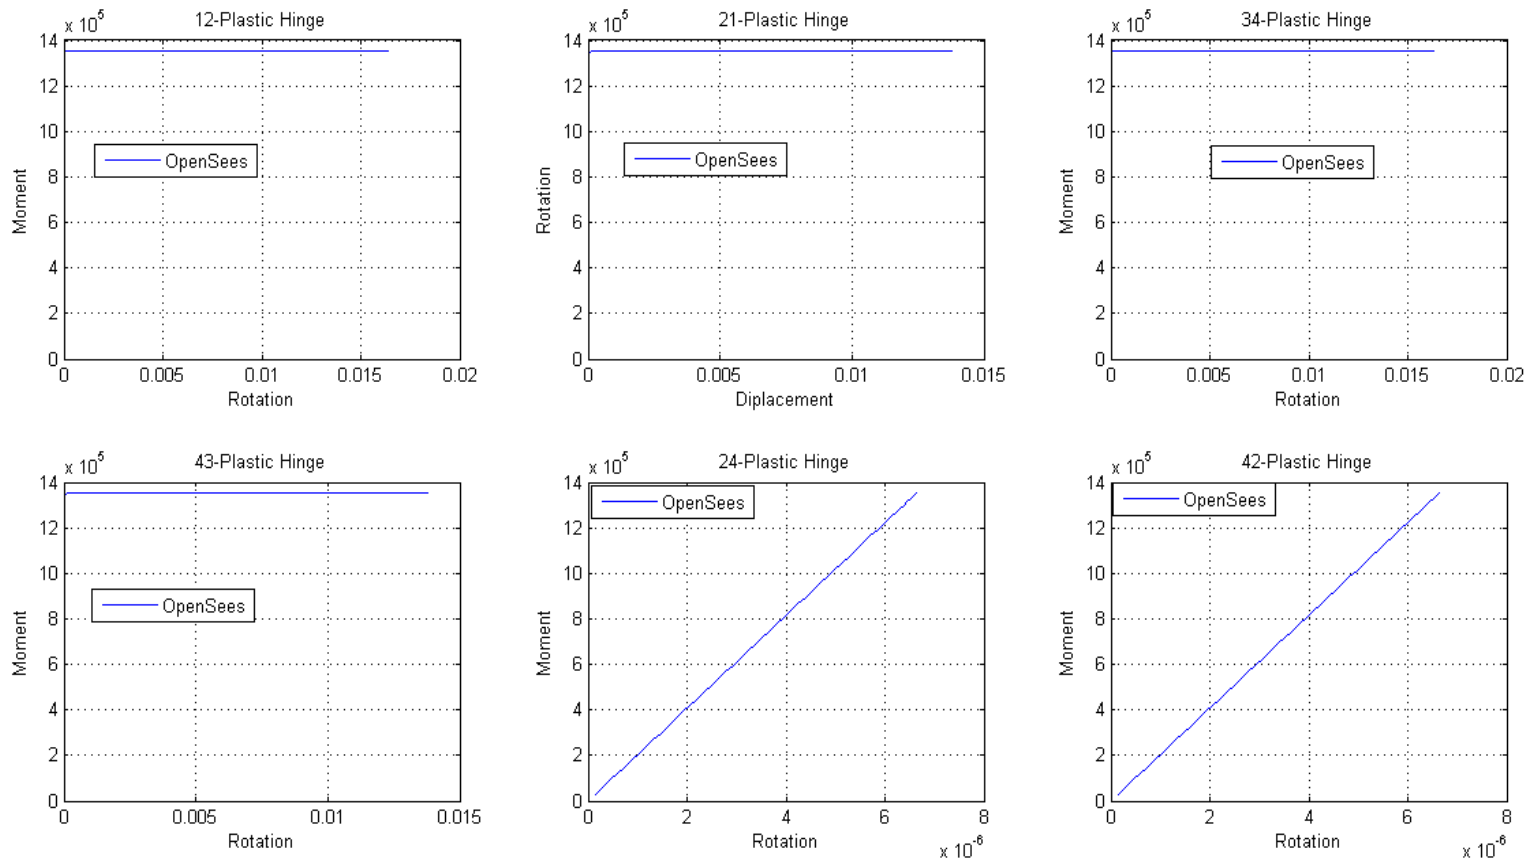 x 10^5
12-Plastic Hinge
14
12
10
8
6
4
2
0
Moment
OpenSees
0 0.005 0.01 0.015 0.02
Rotation
x 10^5
21-Plastic Hinge
14
12
10
8
6
4
2
0
Rotation
OpenSees
0 0.005 0.01 0.015
Diplacement
x 10^5
34-Plastic Hinge
14
12
10
8
6
4
2
0
Moment
OpenSees
0 0.005 0.01 0.015 0.02
Rotation
x 10^5
43-Plastic Hinge
14
12
10
8
6
4
2
0
Moment
OpenSees
0 0.005 0.01 0.015
Rotation
x 10^5
24-Plastic Hinge
14
12
10
8
6
4
2
0
Moment
OpenSees
0 2 4 6 8
Rotation
x 10^-6
x 10^5
42-Plastic Hinge
14
12
10
8
6
4
2
0
Moment
OpenSees
0 2 4 6 8
Rotation
x 10^-6